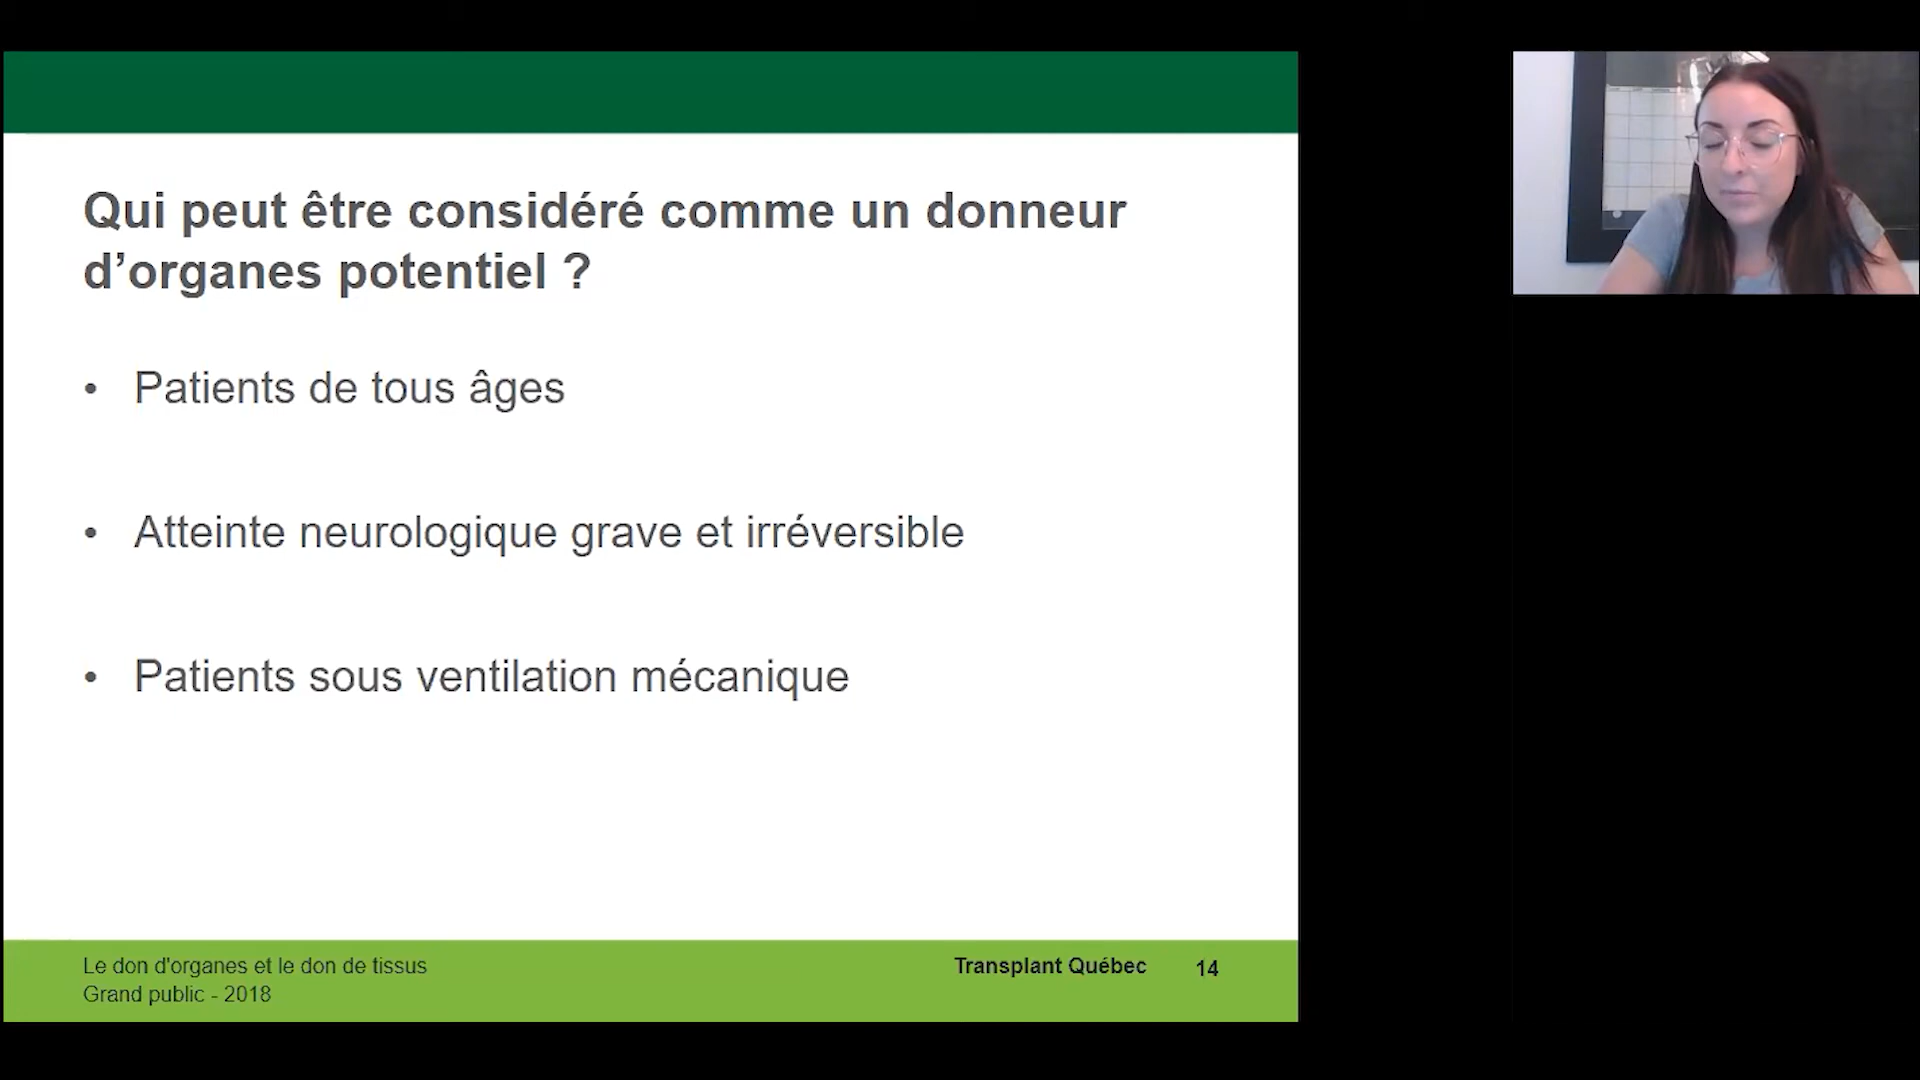 Qui peut être considéré comme un donneur
d’organes potentiel ?
• Patients de tous âges
• Atteinte neurologique grave et irréversible
• Patients sous ventilation mécanique
Le don d'organes et le don de tissus
Grand public - 2018
Transplant Québec 14